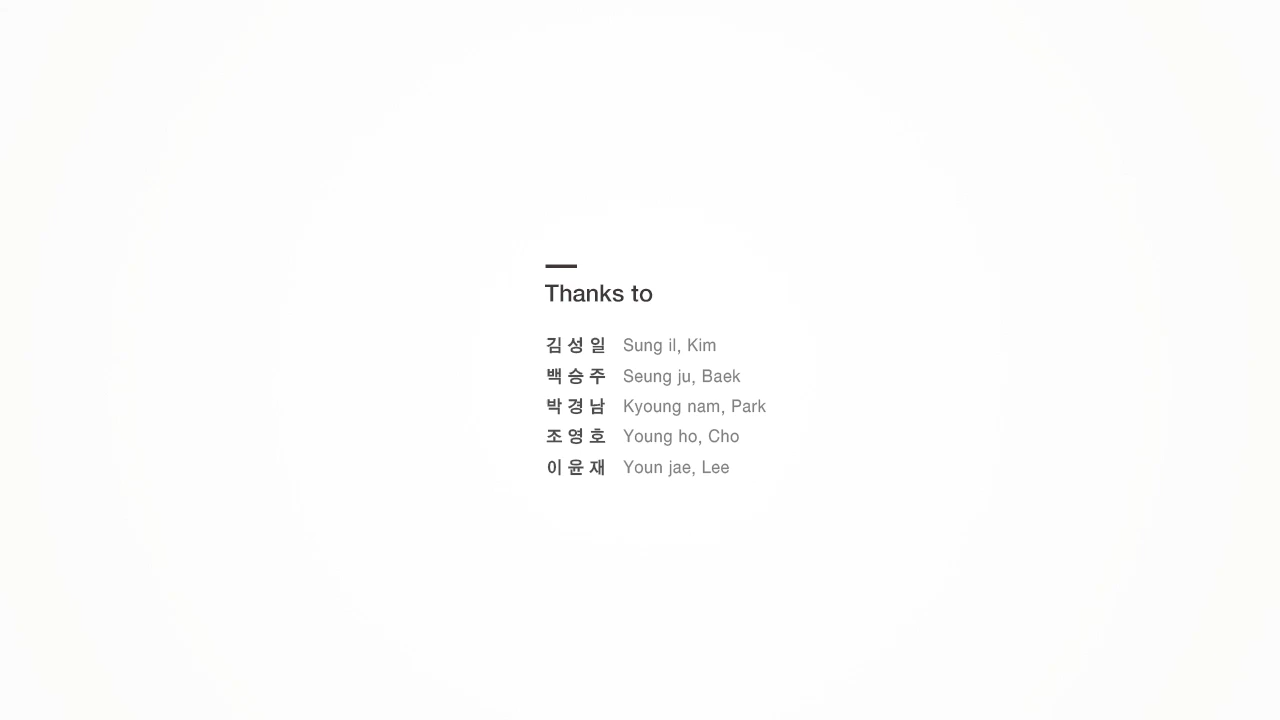 Thanks to
김 성 일 Sung il, Kim
백 승 주 Seung ju, Baek
박 경 남 Kyoung nam, Park
조 영 호 Young ho, Cho
이 윤 재 Youn jae, Lee